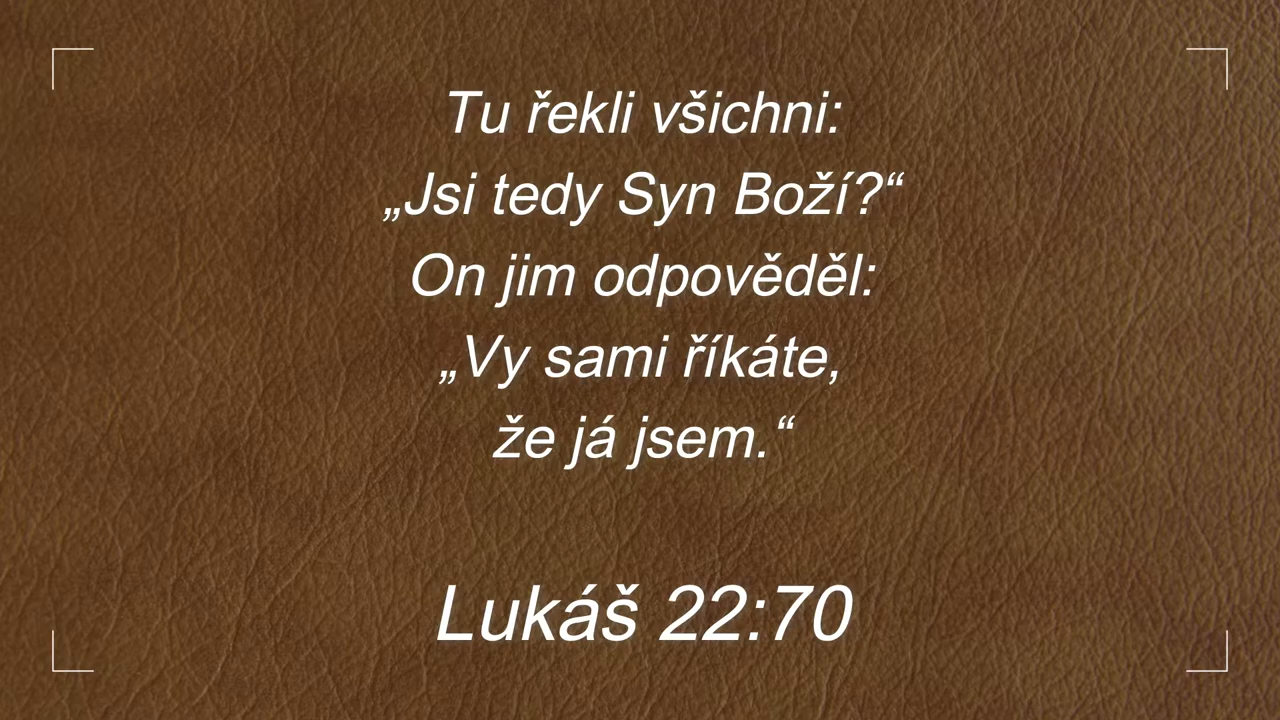 Tu řekli všichni:
„Jsi tedy Syn Boží?“
On jim odpověděl:
„Vy sami říkáte,
že já jsem.“
Lukáš 22:70